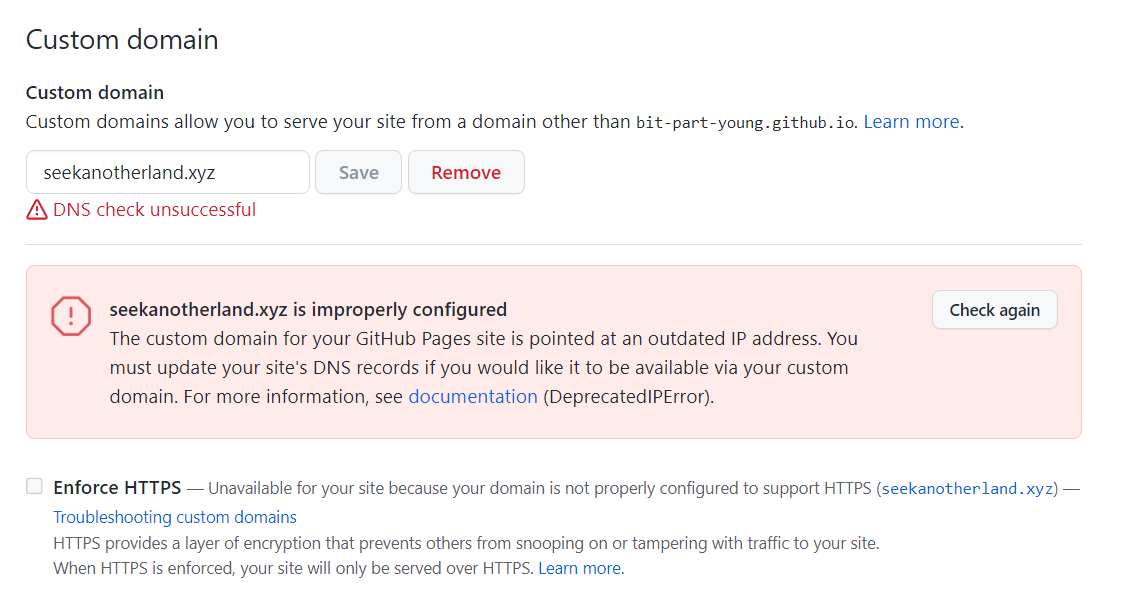 Custom domain
Custom domain
Custom domains allow you to serve your site from a domain other than bit-part-young.github.io. Learn more.
seekanotherland.xyz Save Remove
DNS check unsuccessful
seekanotherland.xyz is improperly configured Check again
The custom domain for your GitHub Pages site is pointed at an outdated IP address. You
must update your site's DNS records if you would like it to be available via your custom
domain. For more information, see documentation (DeprecatedIPError).
Enforce HTTPS — Unavailable for your site because your domain is not properly configured to support HTTPS (seekanotherland.xyz) —
Troubleshooting custom domains
HTTPS provides a layer of encryption that prevents others from snooping on or tampering with traffic to your site.
When HTTPS is enforced, your site will only be served over HTTPS. Learn more.